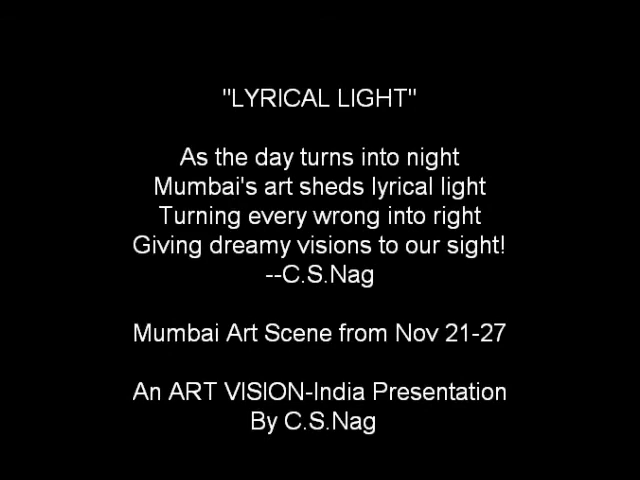 "LYRICAL LIGHT"
As the day turns into night
Mumbai's art sheds lyrical light
Turning every wrong into right
Giving dreamy visions to our sight!
--C.S.Nag
Mumbai Art Scene from Nov 21-27
An ART VISION-India Presentation
By C.S.Nag